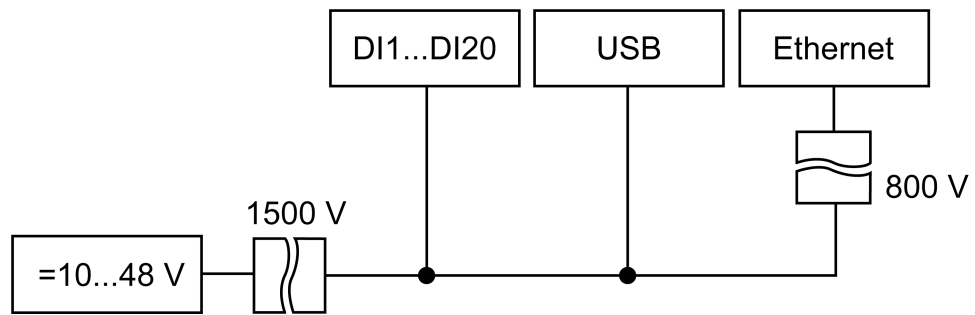 DI1...DI20
USB
Ethernet
800 V
1500 V
=10...48 V